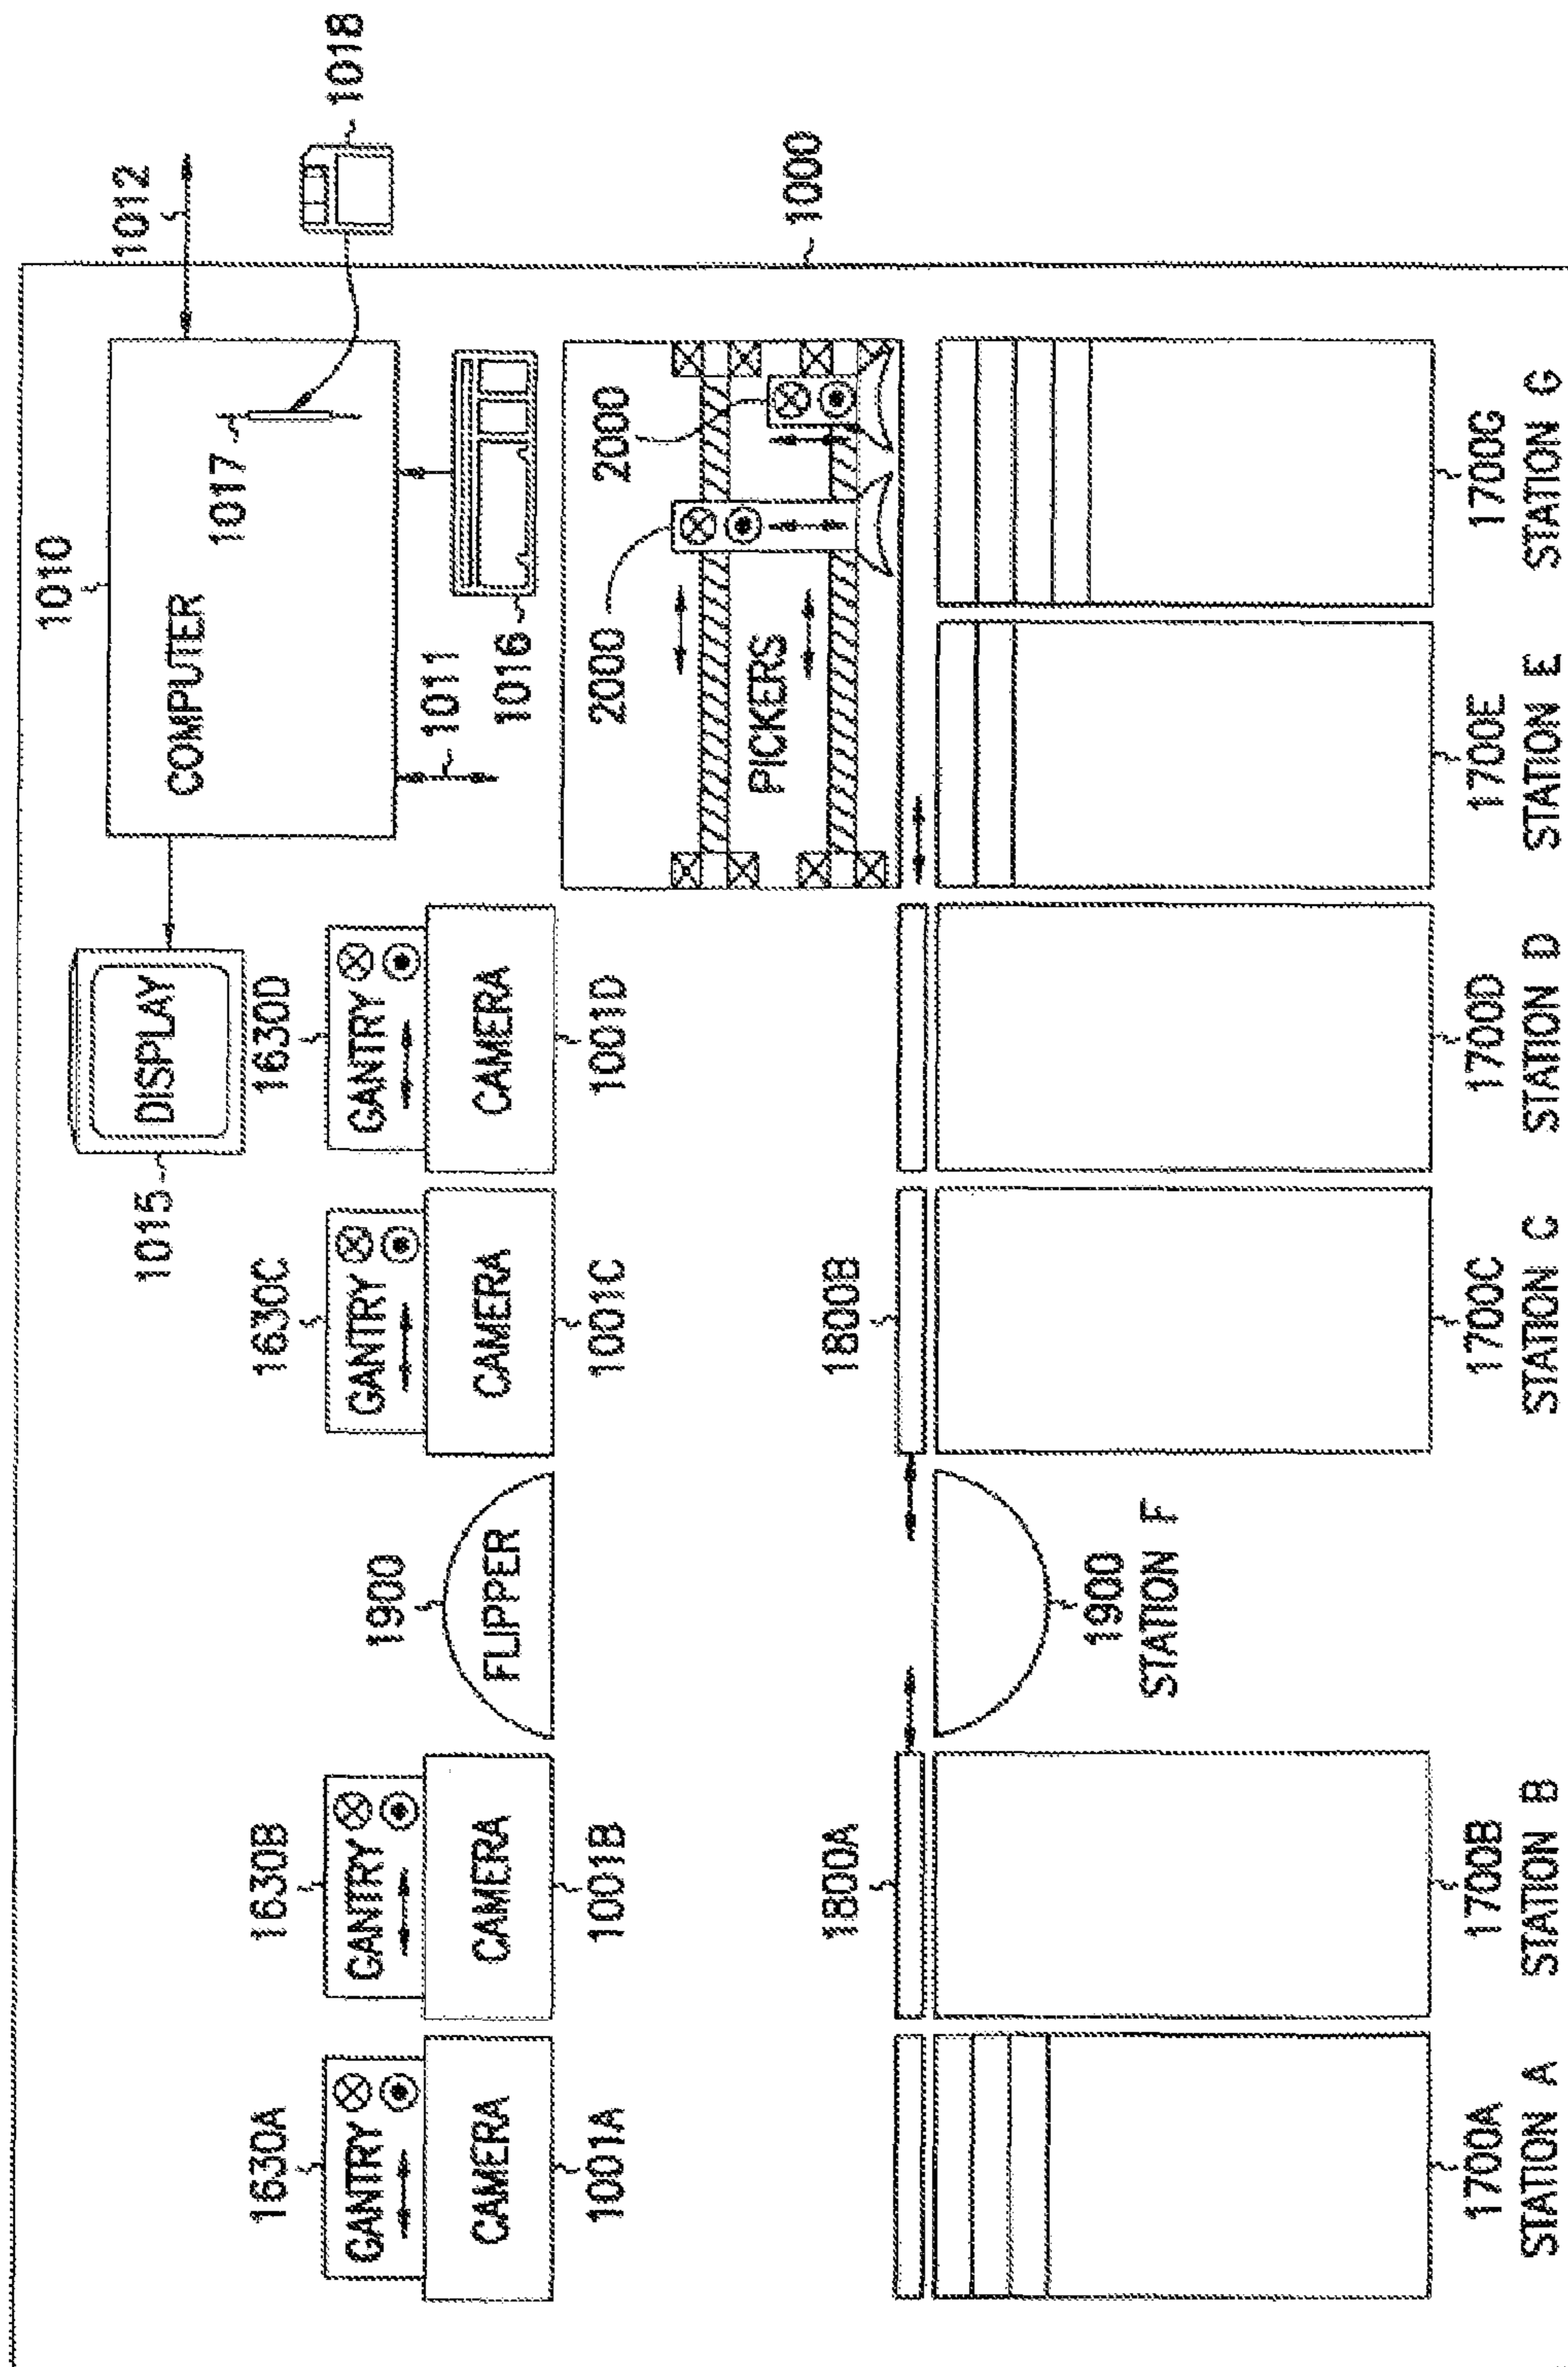 1010
COMPUTER
1012
1018
1017
DISPLAY
1015
1011
1016
1000
1630A
GANTRY
CAMERA
1001A
1630B
GANTRY
CAMERA
1001B
1900
FLIPPER
1630C
GANTRY
CAMERA
1001C
1630D
GANTRY
CAMERA
1001D
2000
2000
PICKERS
1800A
1800B
1900
STATION F
1700A
STATION A
1700B
STATION B
1700C
STATION C
1700D
STATION D
1700E
STATION E
1700G
STATION G